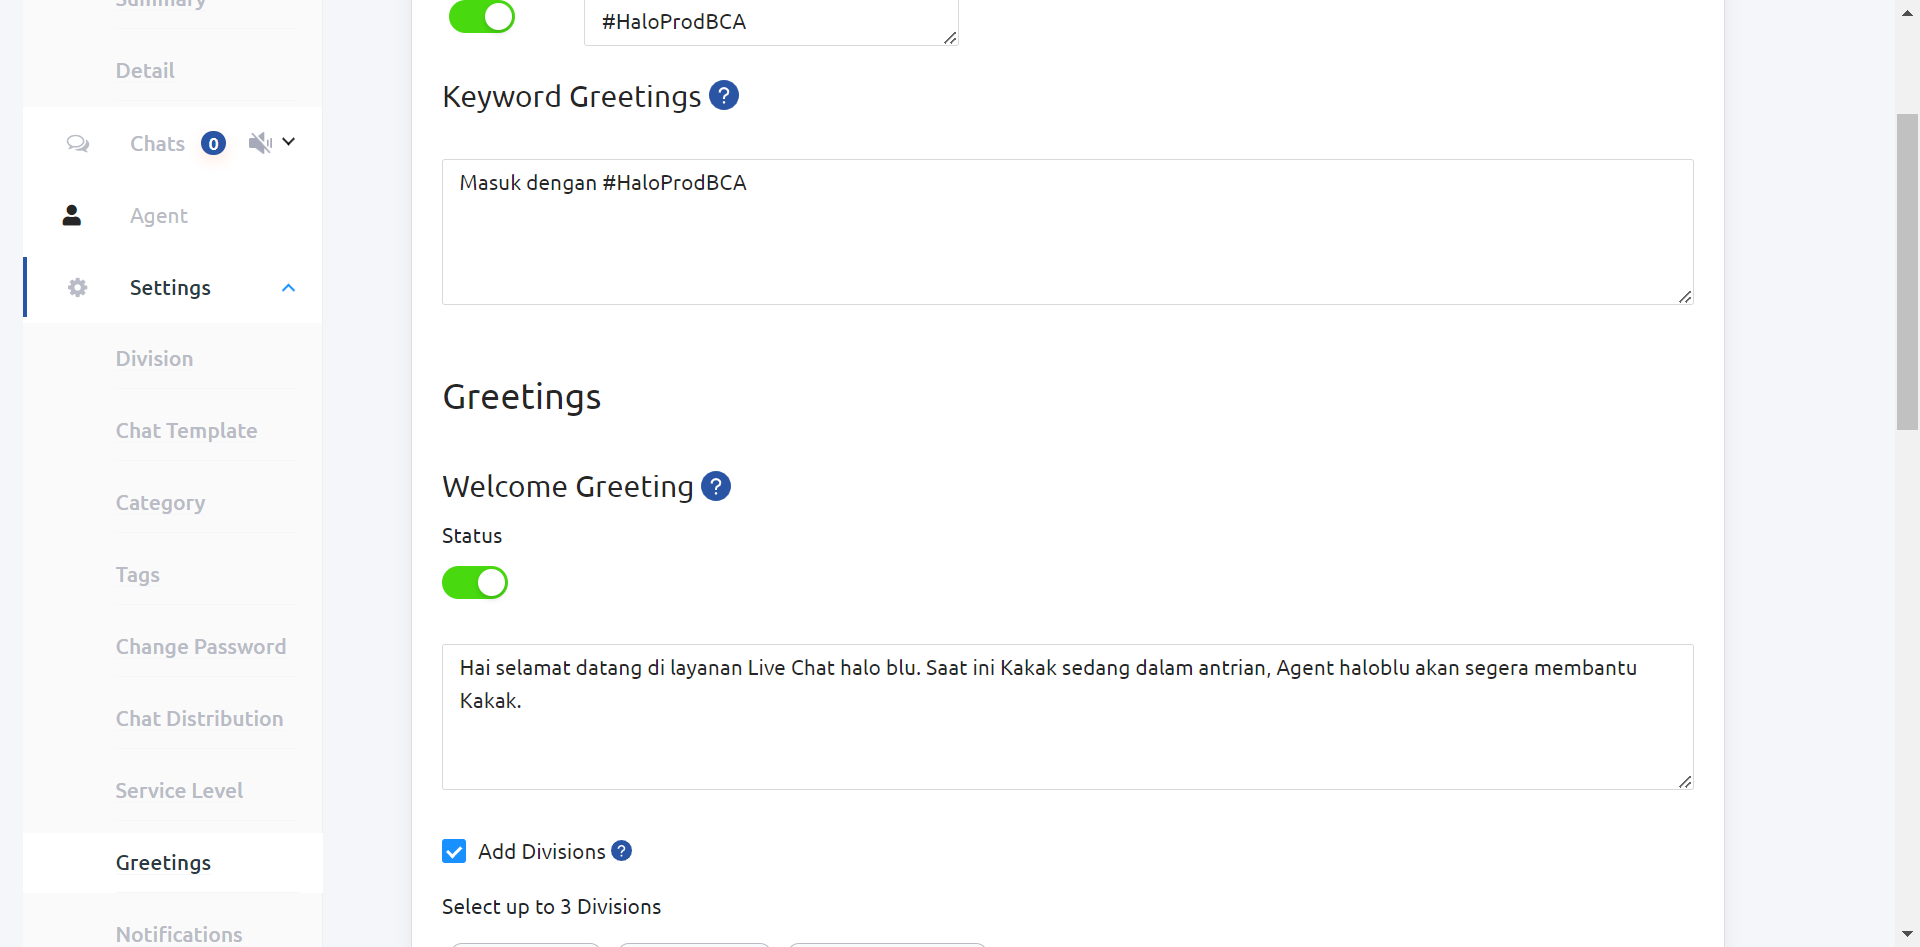 Summary
Detail
Chats 0
Agent
Settings
Division
Chat Template
Category
Tags
Change Password
Chat Distribution
Service Level
Greetings
Notifications
#HaloProdBCA
Keyword Greetings ?
Masuk dengan #HaloProdBCA
Greetings
Welcome Greeting ?
Status
Hai selamat datang di layanan Live Chat halo blu. Saat ini Kakak sedang dalam antrian, Agent haloblu akan segera membantu
Kakak.
Add Divisions ?
Select up to 3 Divisions